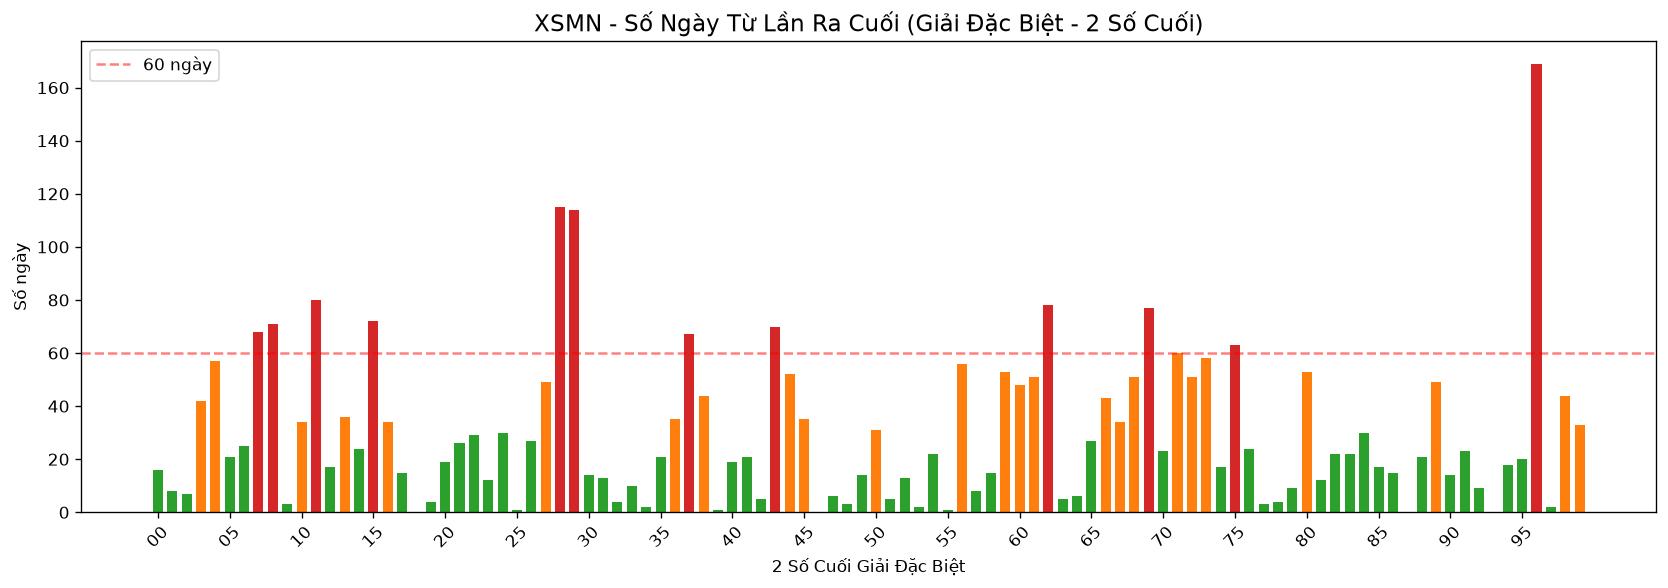 XSMN - Số Ngày Từ Lần Ra Cuối (Giải Đặc Biệt - 2 Số Cuối)
60 ngày
Số ngày
160
140
120
100
80
60
40
20
0
00 05 10 15 20 25 30 35 40 45 50 55 60 65 70 75 80 85 90 95
2 Số Cuối Giải Đặc Biệt